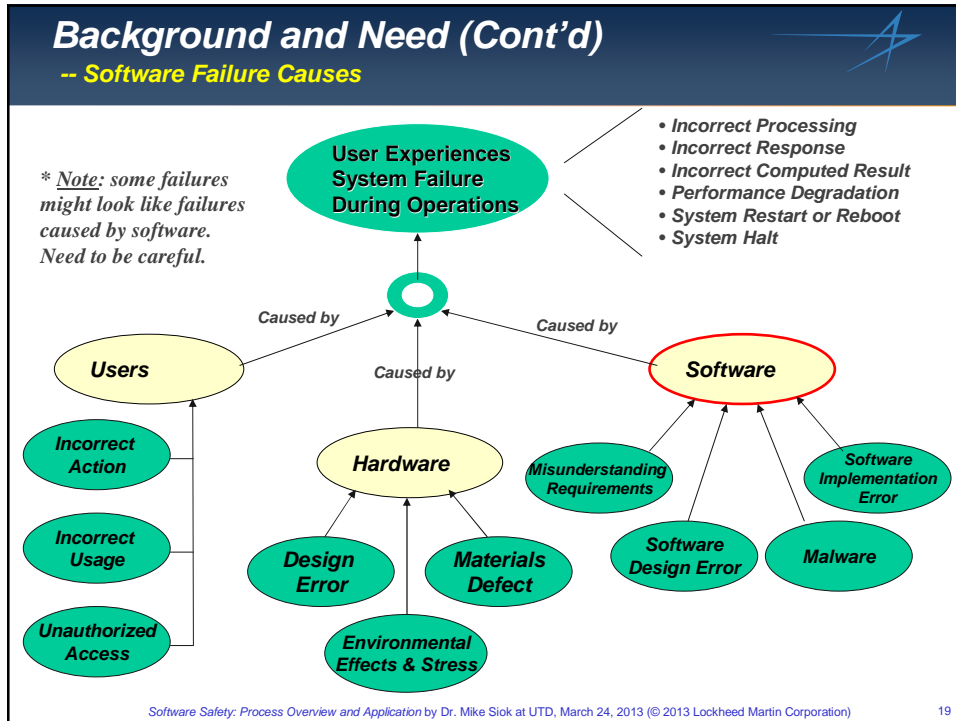 Background and Need (Cont'd)
-- Software Failure Causes
* Note: some failures
might look like failures
caused by software.
Need to be careful.
User Experiences
System Failure
During Operations
• Incorrect Processing
• Incorrect Response
• Incorrect Computed Result
• Performance Degradation
• System Restart or Reboot
• System Halt
Caused by
Caused by
Caused by
Users
Incorrect
Action
Incorrect
Usage
Unauthorized
Access
Hardware
Design
Error
Materials
Defect
Environmental
Effects & Stress
Software
Misunderstanding
Requirements
Software
Design Error
Malware
Software
Implementation
Error
Software Safety: Process Overview and Application by Dr. Mike Siok at UTD, March 24, 2013 (© 2013 Lockheed Martin Corporation)
19